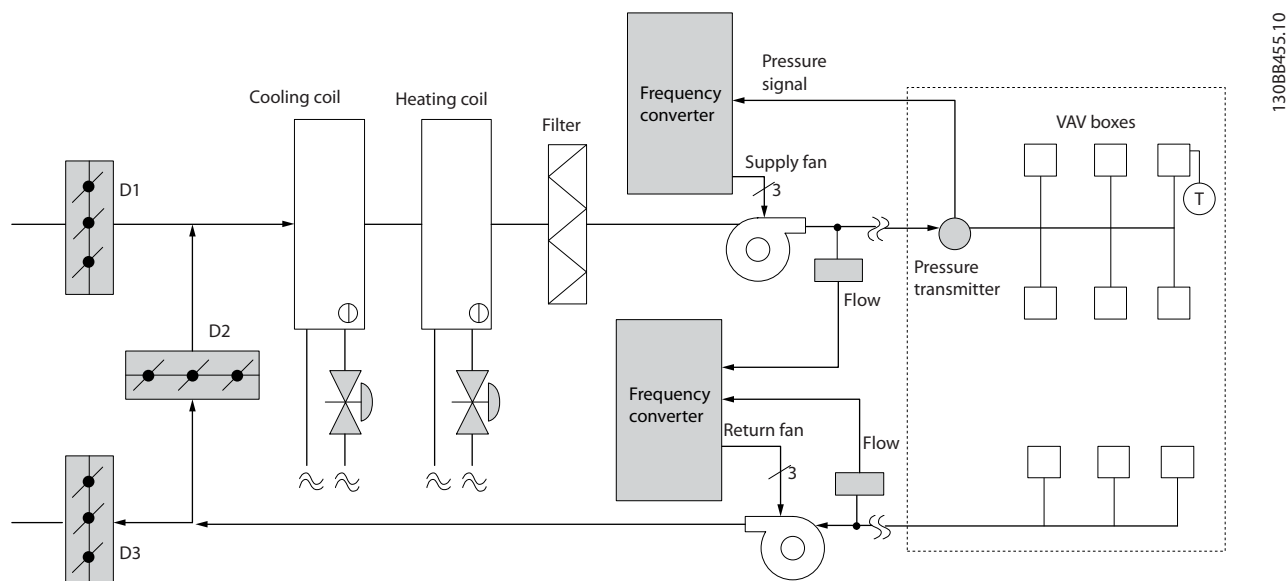 130BB455.10
Pressure
signal
Frequency
converter
Cooling coil
Heating coil
Filter
VAV boxes
Supply fan
3
D1
T
Pressure
transmitter
Flow
D2
Frequency
converter
Return fan
Flow
3
D3